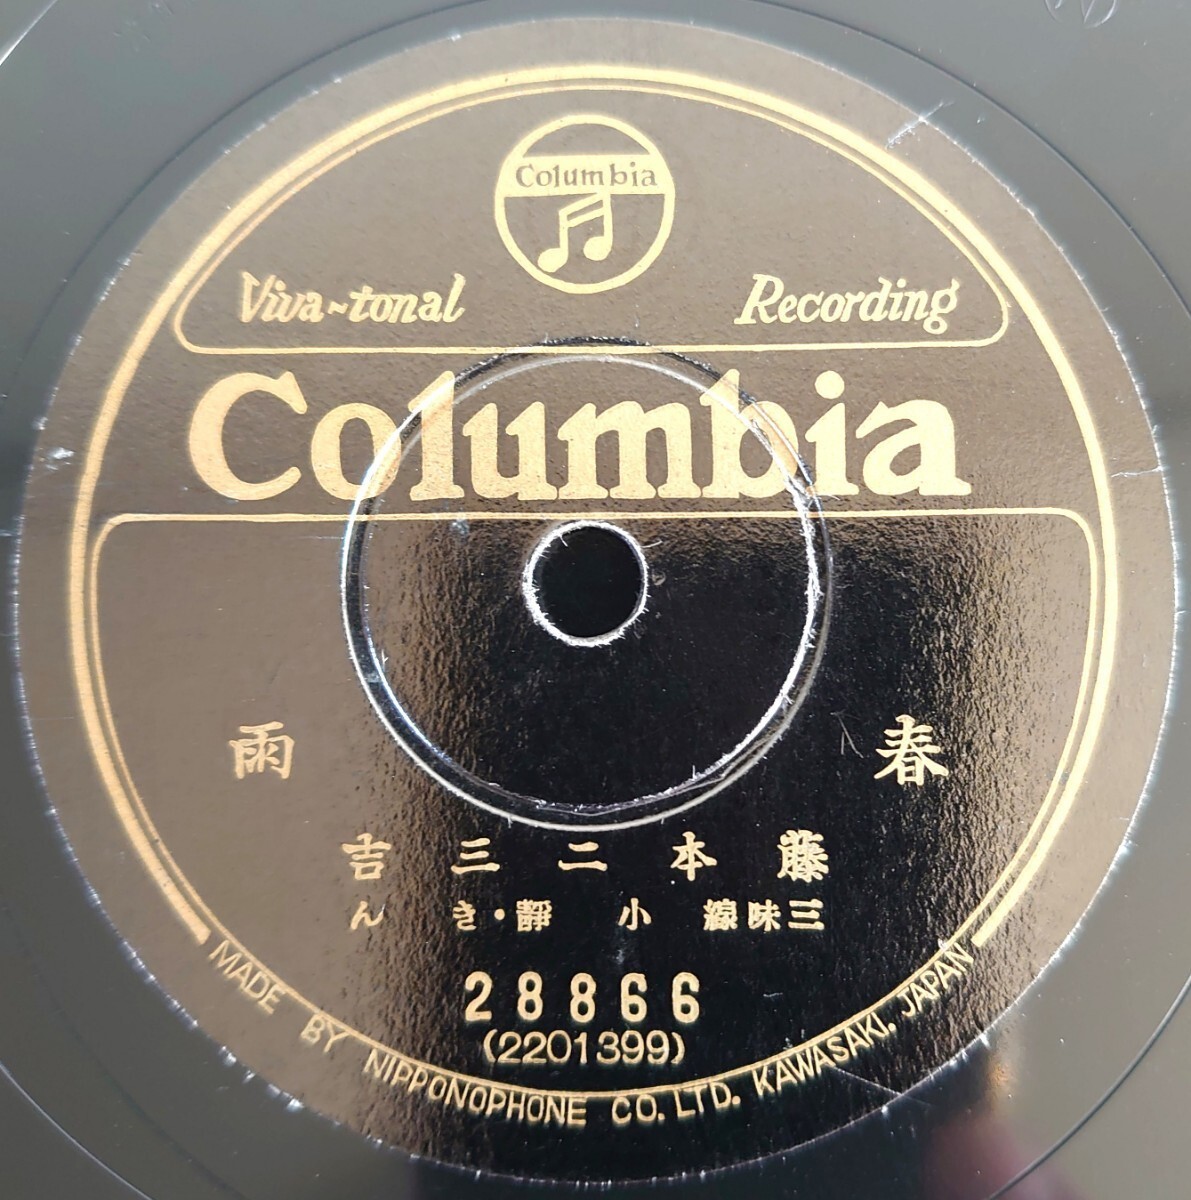 Columbia
Viva-tonal Recording
Columbia
春雨
藤本二三吉
三味線 小靜・きん
28866
(2201399)
MADE BY NIPPONOPHONE CO. LTD. KAWASAKI. JAPAN